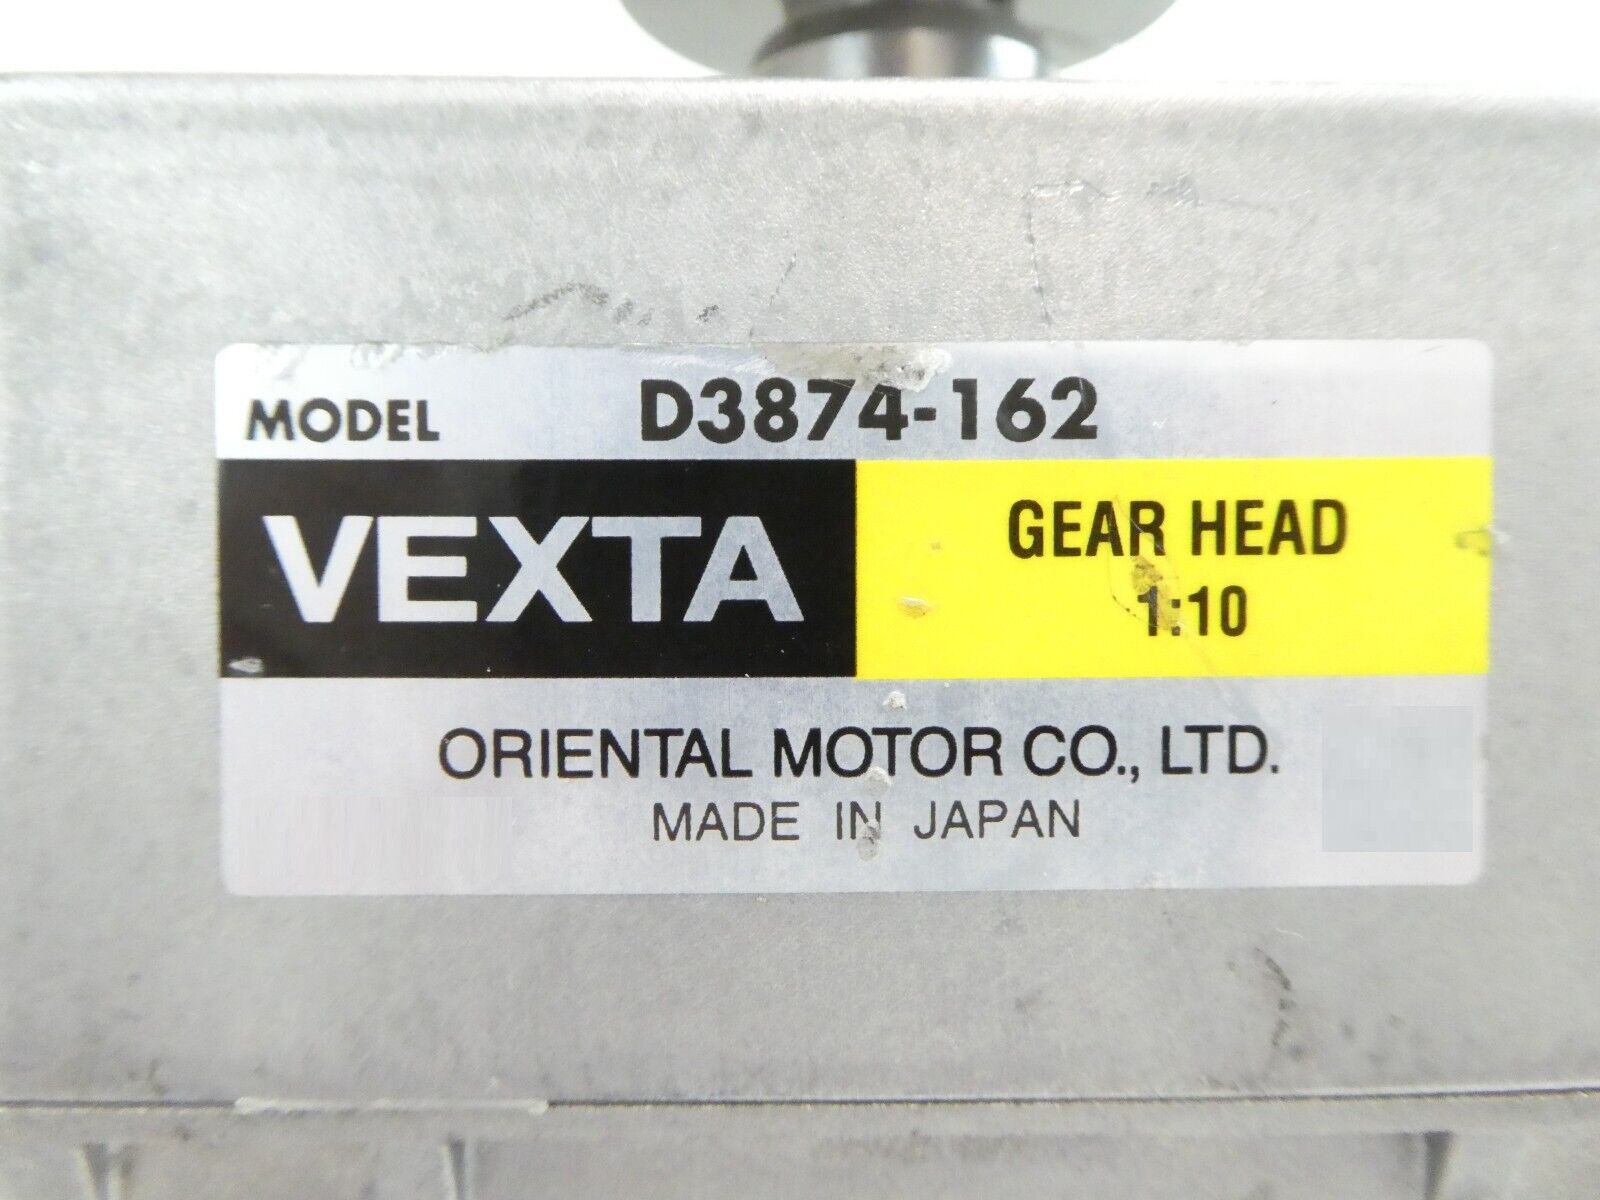 MODEL D3874-162
VEXTA
GEAR HEAD
1:10
ORIENTAL MOTOR CO., LTD.
MADE IN JAPAN